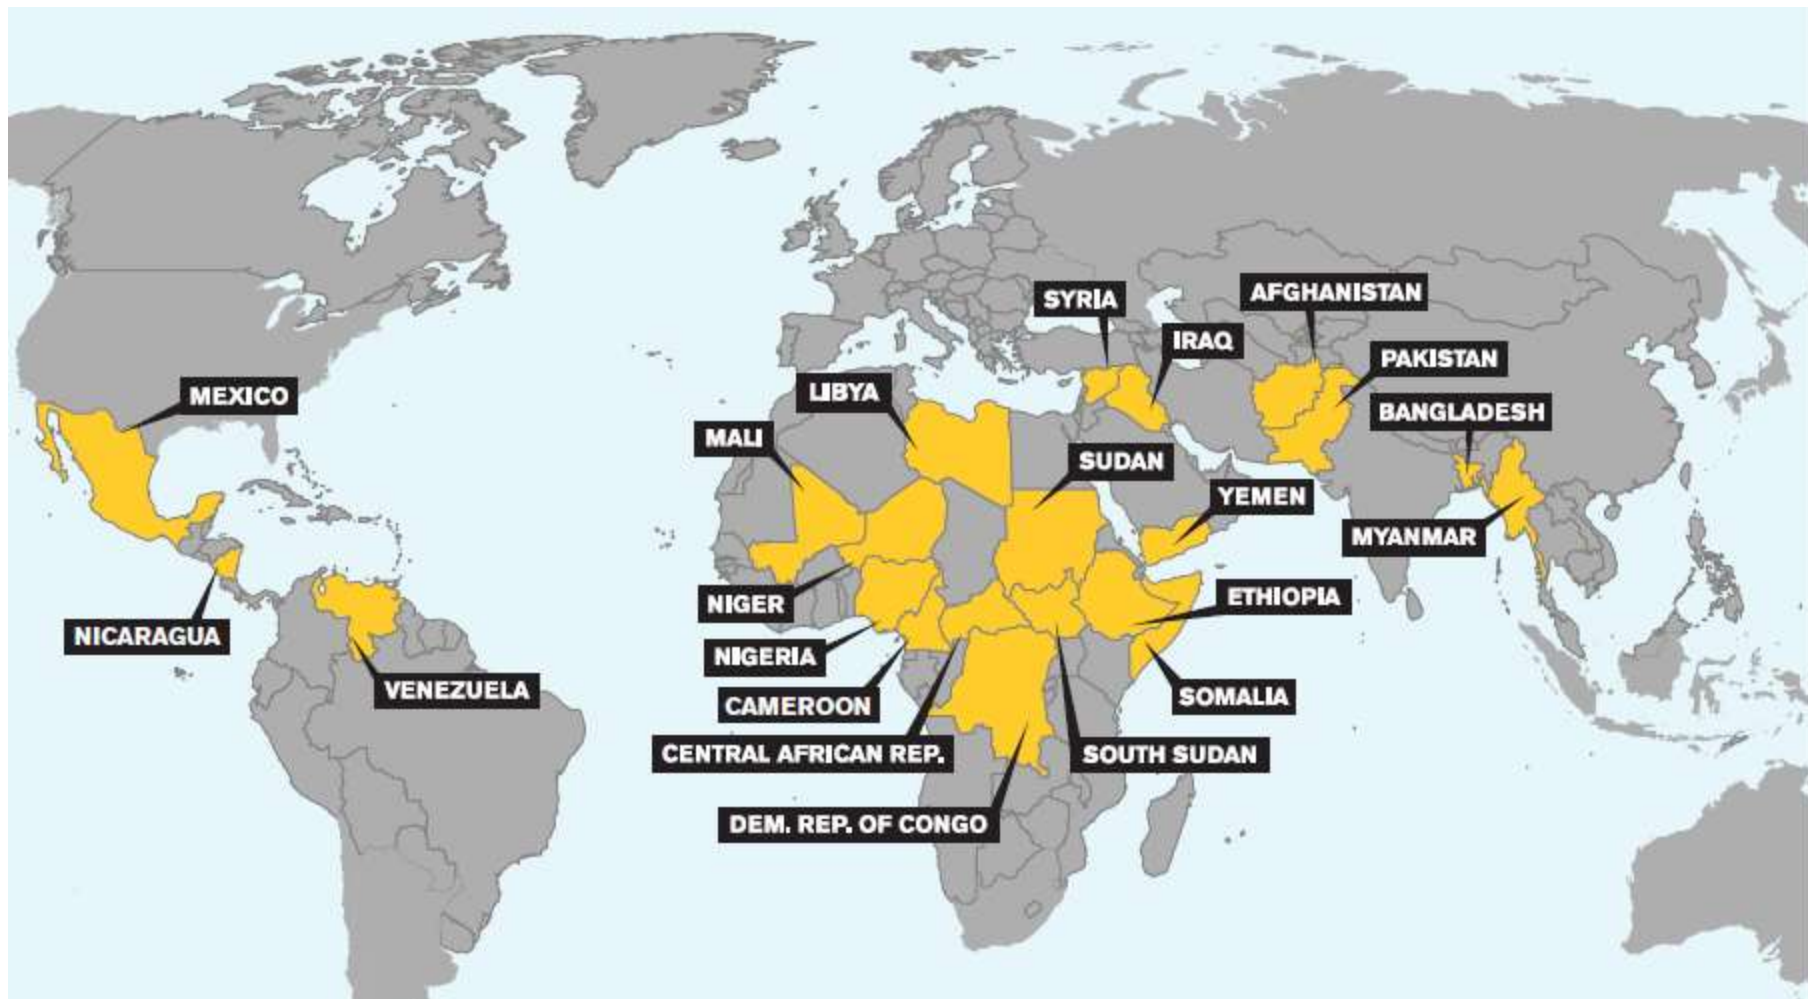 SYRIA
AFGHANISTAN
IRAQ
PAKISTAN
MEXICO
LIBYA
BANGLADESH
MALI
SUDAN
YEMEN
MYANMAR
NIGER
ETHIOPIA
NICARAGUA
NIGERIA
VENEZUELA
SOMALIA
CAMEROON
CENTRAL AFRICAN REP.
SOUTH SUDAN
DEM. REP. OF CONGO